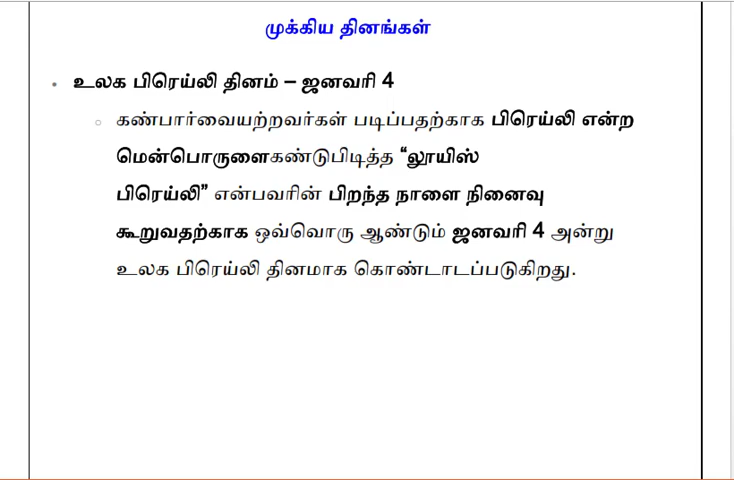 முக்கிய தினங்கள்
• உலக பிரெய்லி தினம் – ஜனவரி 4
○ கண்பார்வையற்றவர்கள் படிப்பதற்காக பிரெய்லி என்ற
மென்பொருளைகண்டுபிடித்த “லூயிஸ்
பிரெய்லி” என்பவரின் பிறந்த நாளை நினைவு
கூறுவதற்காக ஒவ்வொரு ஆண்டும் ஜனவரி 4 அன்று
உலக பிரெய்லி தினமாக கொண்டாடப்படுகிறது.